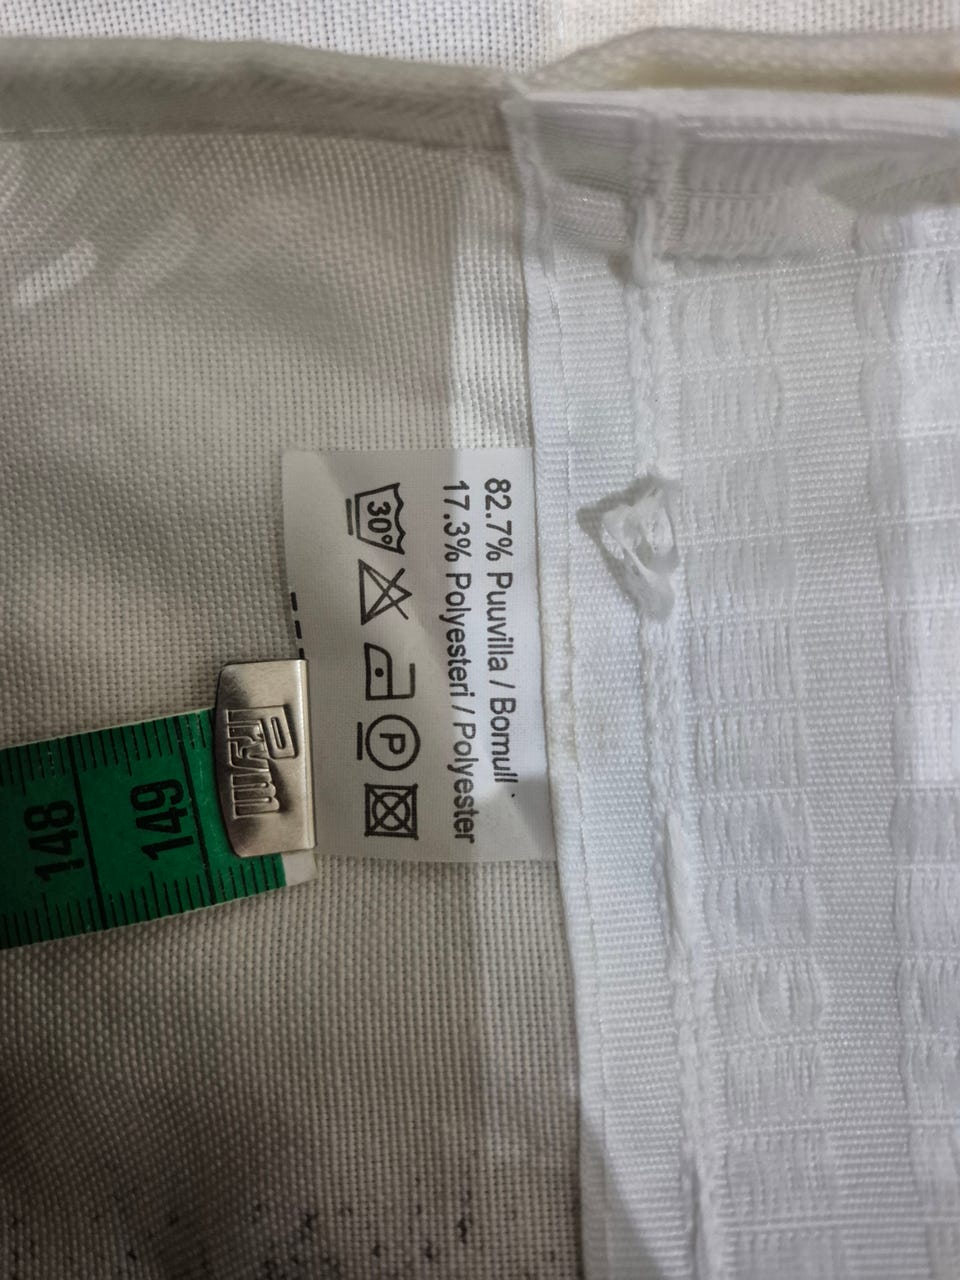 82.7% Puuvilla / Bomull
17.3% Polyesteri / Polyester
30°
P
Prym
148
149